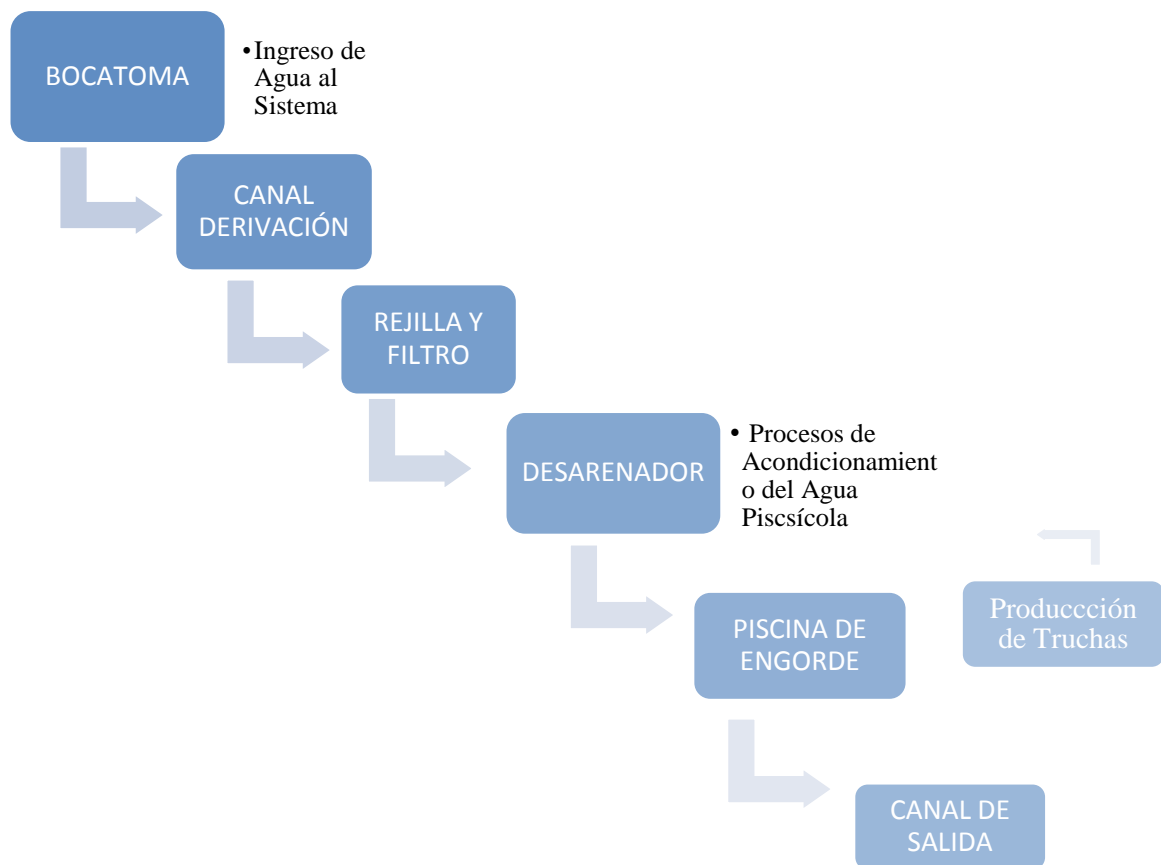 BOCATOMA
•Ingreso de
Agua al
Sistema
CANAL
DERIVACIÓN
REJILLA Y
FILTRO
DESARENADOR
• Procesos de
Acondicionamient
o del Agua
Piscsícola
PISCINA DE
ENGORDE
Produccción
de Truchas
CANAL DE
SALIDA